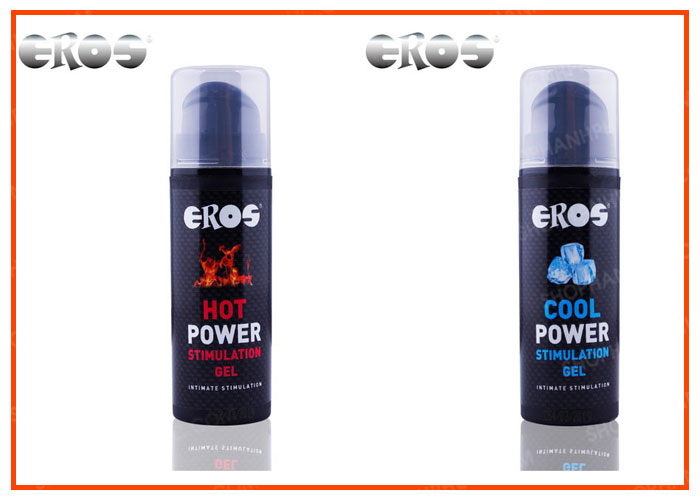 EROS
EROS
EROS
HOT
POWER
STIMULATION
GEL
INTIMATE STIMULATION
EROS
COOL
POWER
STIMULATION
GEL
INTIMATE STIMULATION